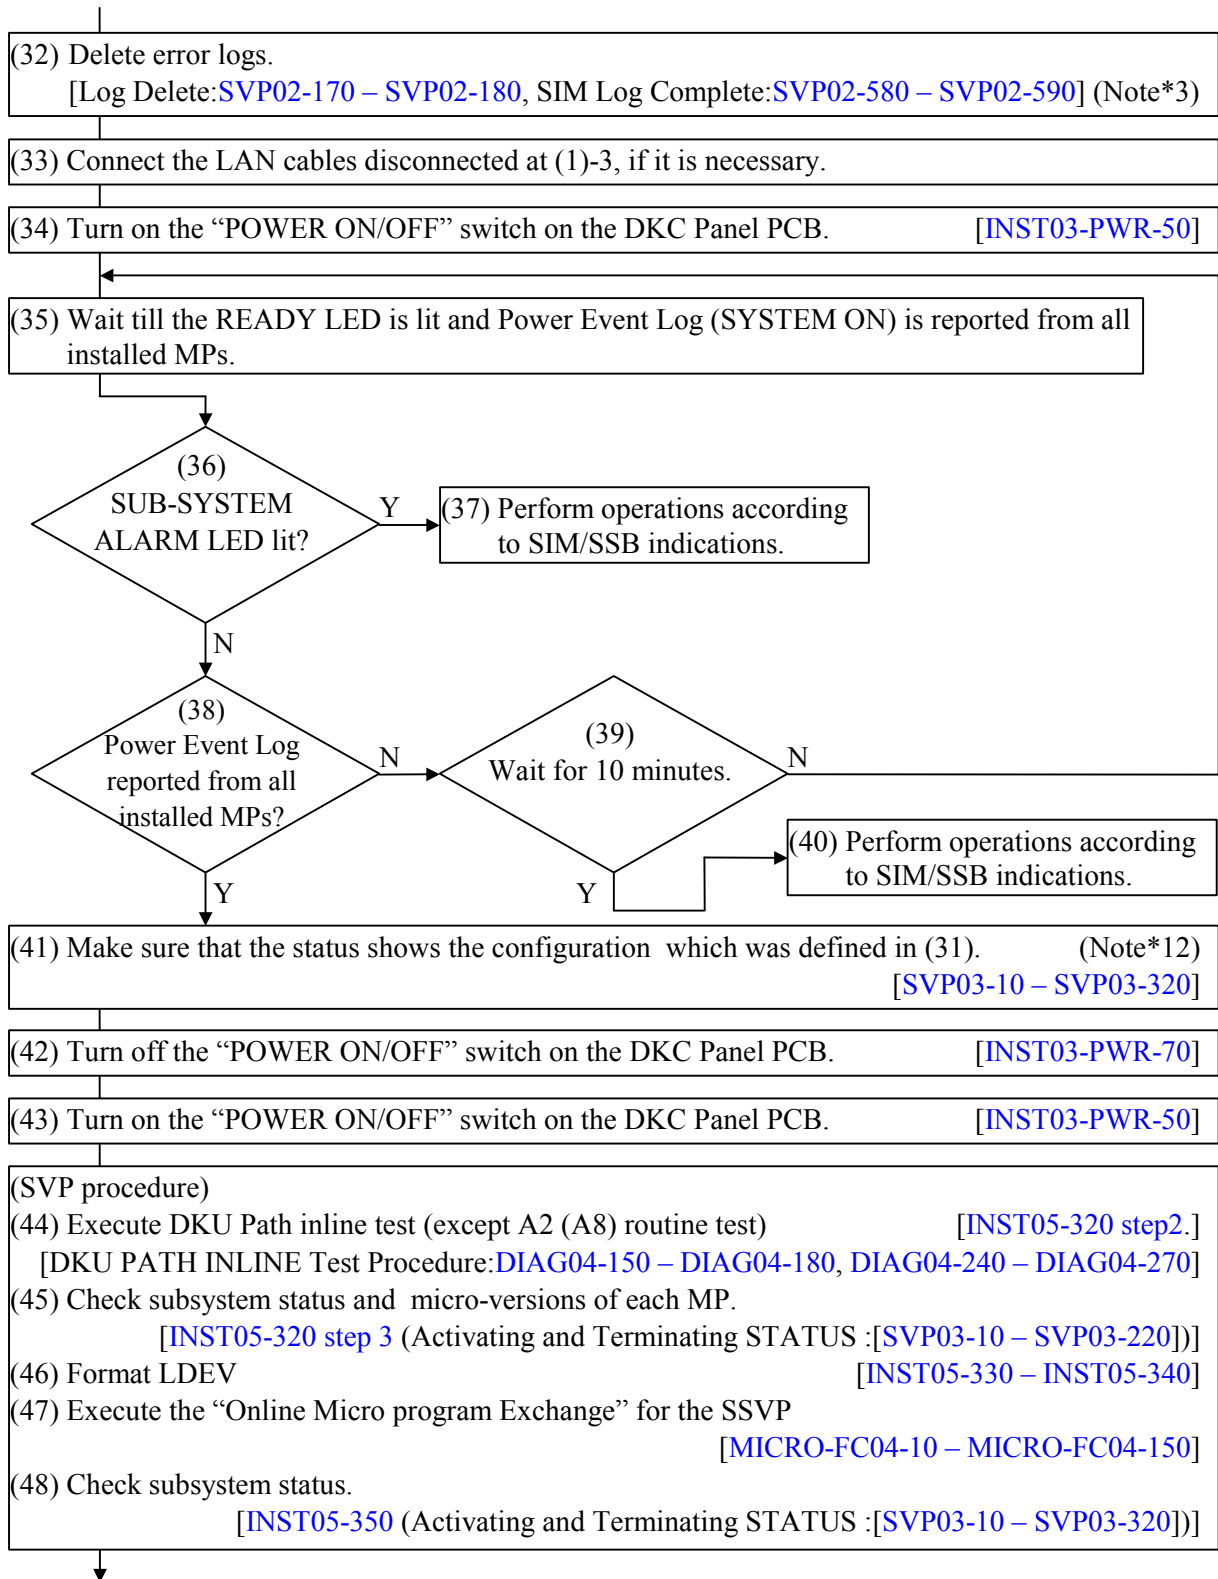 (32) Delete error logs.
[Log Delete:SVP02-170 – SVP02-180, SIM Log Complete:SVP02-580 – SVP02-590] (Note*3)
(33) Connect the LAN cables disconnected at (1)-3, if it is necessary.
(34) Turn on the “POWER ON/OFF” switch on the DKC Panel PCB. [INST03-PWR-50]
(35) Wait till the READY LED is lit and Power Event Log (SYSTEM ON) is reported from all
installed MPs.
(36)
SUB-SYSTEM
ALARM LED lit?
Y
(37) Perform operations according
to SIM/SSB indications.
N
(38)
Power Event Log
reported from all
installed MPs?
N
(39)
Wait for 10 minutes.
N
(40) Perform operations according
to SIM/SSB indications.
Y
Y
(41) Make sure that the status shows the configuration which was defined in (31). (Note*12)
[SVP03-10 – SVP03-320]
(42) Turn off the “POWER ON/OFF” switch on the DKC Panel PCB. [INST03-PWR-70]
(43) Turn on the “POWER ON/OFF” switch on the DKC Panel PCB. [INST03-PWR-50]
(SVP procedure)
(44) Execute DKU Path inline test (except A2 (A8) routine test) [INST05-320 step2.]
[DKU PATH INLINE Test Procedure:DIAG04-150 – DIAG04-180, DIAG04-240 – DIAG04-270]
(45) Check subsystem status and micro-versions of each MP.
[INST05-320 step 3 (Activating and Terminating STATUS :[SVP03-10 – SVP03-220])]
(46) Format LDEV [INST05-330 – INST05-340]
(47) Execute the “Online Micro program Exchange” for the SSVP
[MICRO-FC04-10 – MICRO-FC04-150]
(48) Check subsystem status.
[INST05-350 (Activating and Terminating STATUS :[SVP03-10 – SVP03-320])]